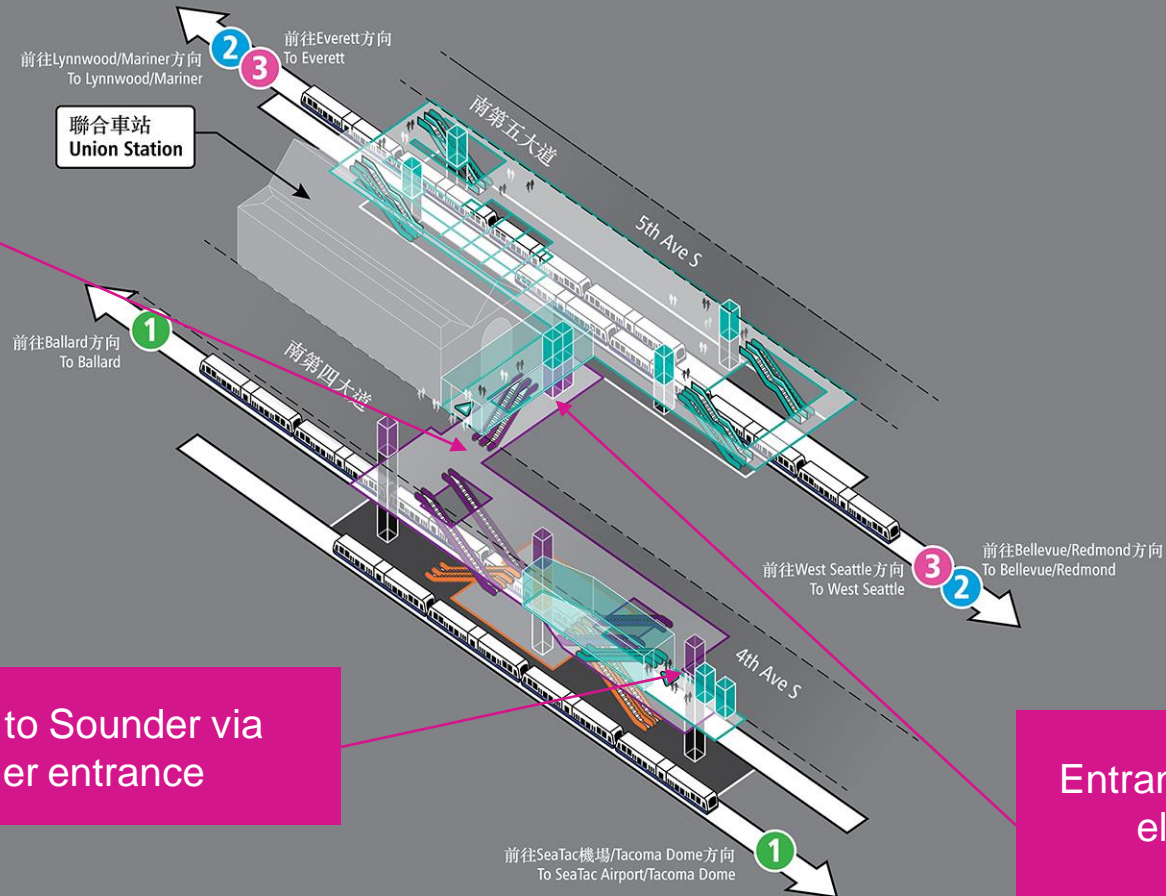 前往Lynnwood/Mariner方向
To Lynnwood/Mariner
2
3
前往Everett方向
To Everett
聯合車站
Union Station
南第五大道
5th Ave S
前往Ballard方向
To Ballard
1
南第四大道
4th Ave S
前往West Seattle方向
To West Seattle
3
2
前往Bellevue/Redmond方向
To Bellevue/Redmond
to Sounder via
entrance
前往SeaTac機場/Tacoma Dome方向
To SeaTac Airport/Tacoma Dome
1